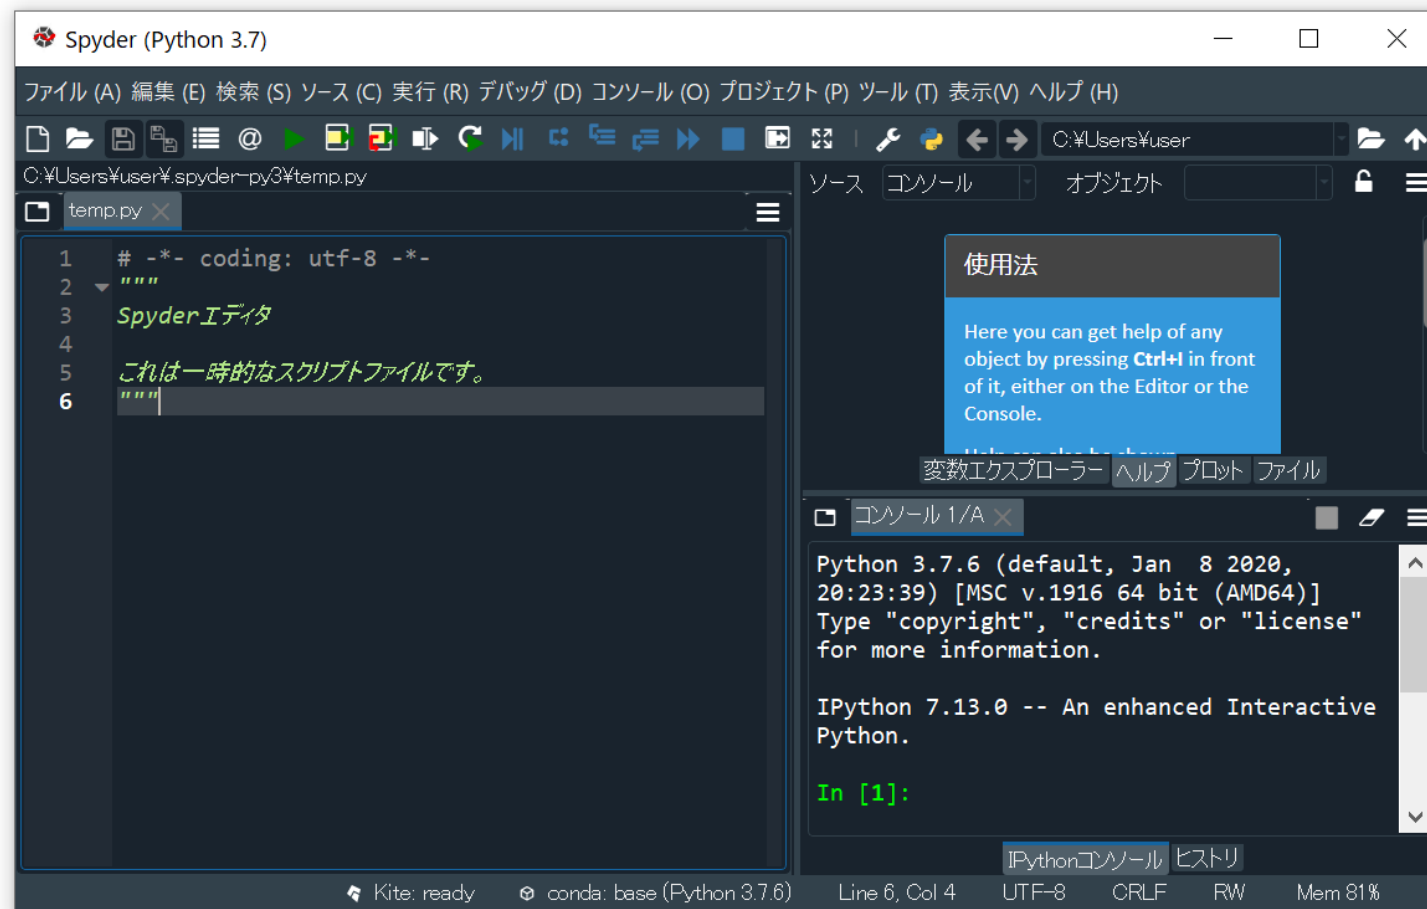 Spyder (Python 3.7)
ファイル (A) 編集 (E) 検索 (S) ソース (C) 実行 (R) デバッグ (D) コンソール (O) プロジェクト (P) ツール (T) 表示(V) ヘルプ (H)
@
C:¥Users¥user
C:¥Users¥user¥.spyder-py3¥temp.py
temp.py
1 # -*- coding: utf-8 -*-
2 """
3 Spyderエディタ
4
5 これは一時的なスクリプトファイルです。
6 """
ソース コンソール オブジェクト
使用法
Here you can get help of any
object by pressing Ctrl+I in front
of it, either on the Editor or the
Console.
Help can also be shown
変数エクスプローラー ヘルプ プロット ファイル
コンソール 1/A
Python 3.7.6 (default, Jan  8 2020,
20:23:39) [MSC v.1916 64 bit (AMD64)]
Type "copyright", "credits" or "license"
for more information.
IPython 7.13.0 -- An enhanced Interactive
Python.
In [1]:
IPythonコンソール ヒストリ
Kite: ready conda: base (Python 3.7.6) Line 6, Col 4 UTF-8 CRLF RW Mem 81%